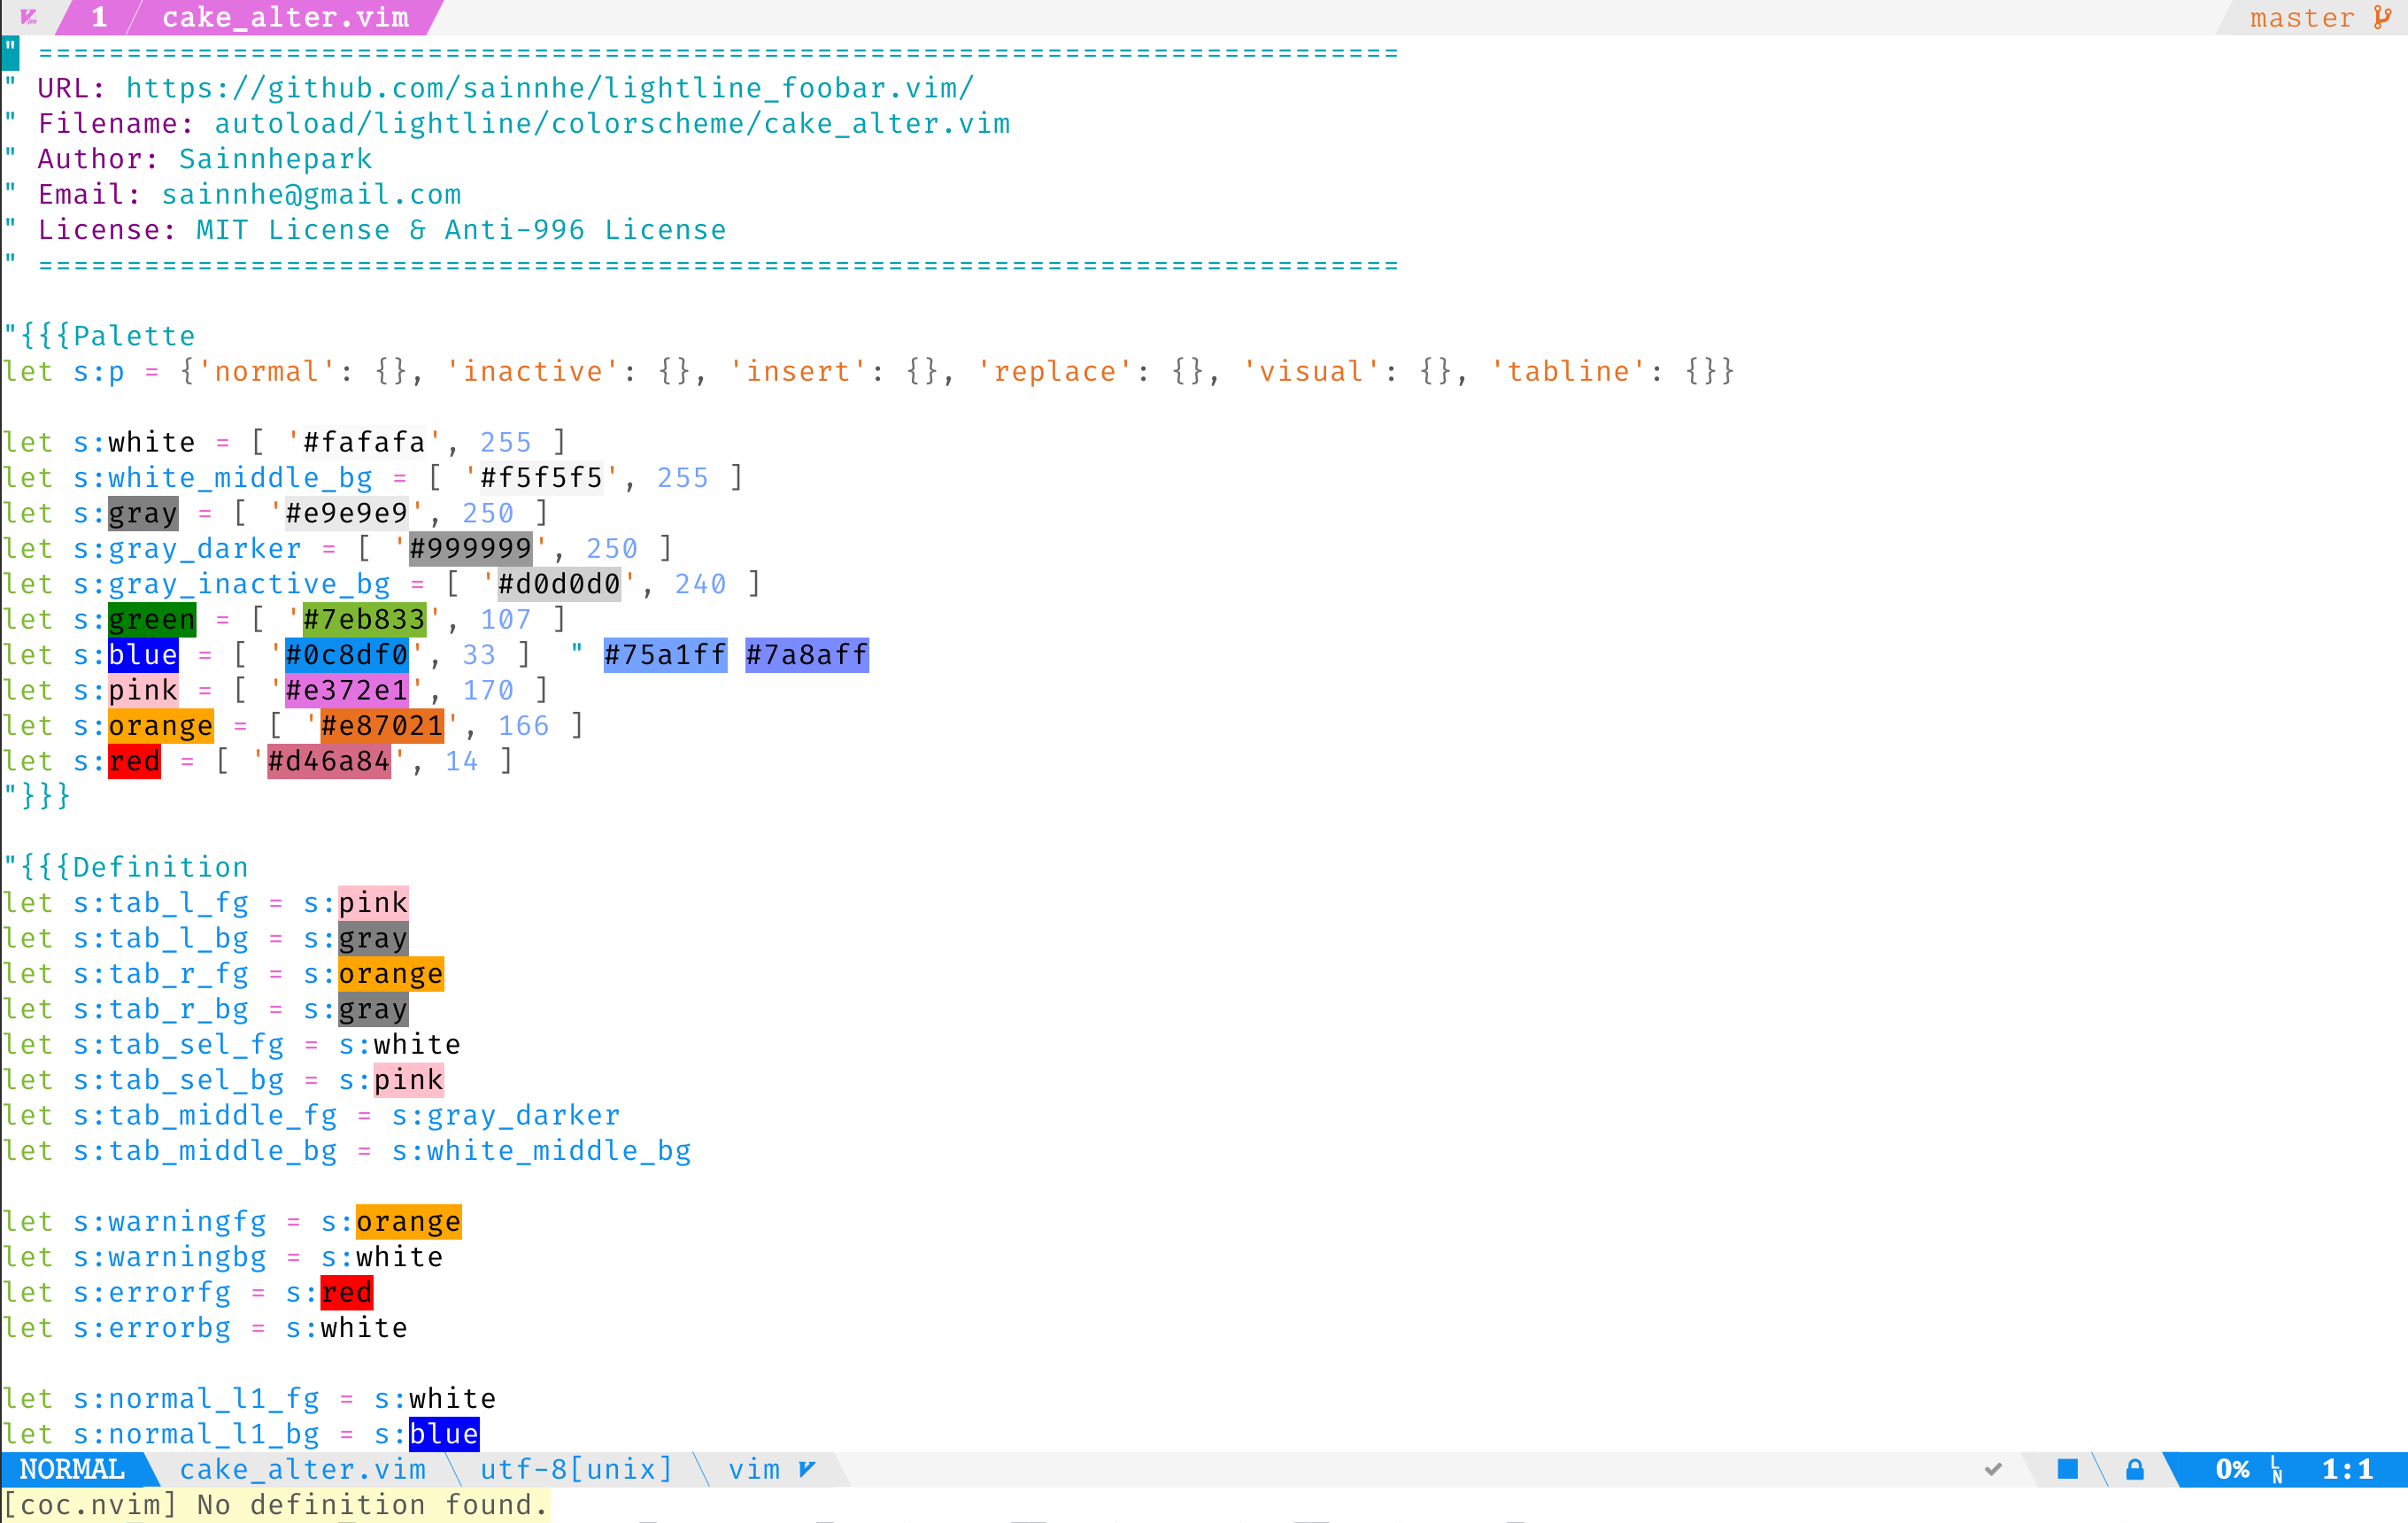 Vim 1 cake_alter.vim master
" =============================================================================
" URL: https://github.com/sainnhe/lightline_foobar.vim/
" Filename: autoload/lightline/colorscheme/cake_alter.vim
" Author: Sainnhepark
" Email: sainnhe@gmail.com
" License: MIT License & Anti-996 License
" =============================================================================
"{{{Palette
let s:p = {'normal': {}, 'inactive': {}, 'insert': {}, 'replace': {}, 'visual': {}, 'tabline': {}}
let s:white = [ '#fafafa', 255 ]
let s:white_middle_bg = [ '#f5f5f5', 255 ]
let s:gray = [ '#e9e9e9', 250 ]
let s:gray_darker = [ '#999999', 250 ]
let s:gray_inactive_bg = [ '#d0d0d0', 240 ]
let s:green = [ '#7eb833', 107 ]
let s:blue = [ '#0c8df0', 33 ]  " #75a1ff #7a8aff
let s:pink = [ '#e372e1', 170 ]
let s:orange = [ '#e87021', 166 ]
let s:red = [ '#d46a84', 14 ]
"}}}
"{{{Definition
let s:tab_l_fg = s:pink
let s:tab_l_bg = s:gray
let s:tab_r_fg = s:orange
let s:tab_r_bg = s:gray
let s:tab_sel_fg = s:white
let s:tab_sel_bg = s:pink
let s:tab_middle_fg = s:gray_darker
let s:tab_middle_bg = s:white_middle_bg
let s:warningfg = s:orange
let s:warningbg = s:white
let s:errorfg = s:red
let s:errorbg = s:white
let s:normal_l1_fg = s:white
let s:normal_l1_bg = s:blue
NORMAL cake_alter.vim utf-8[unix] vim 0% LN 1:1
[coc.nvim] No definition found.